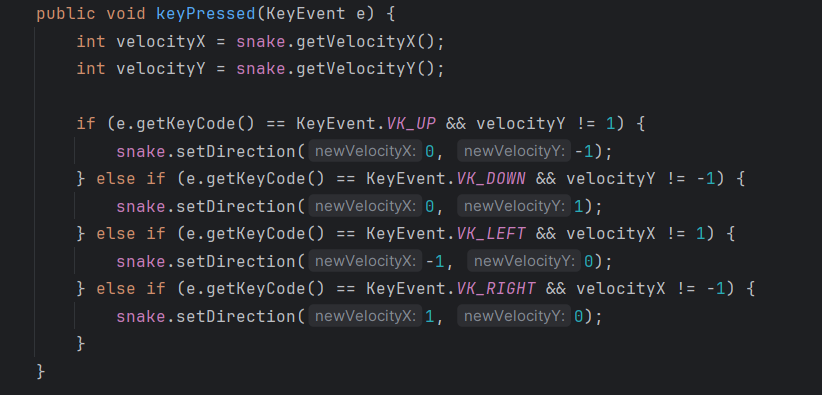 public void keyPressed(KeyEvent e) {
int velocityX = snake.getVelocityX();
int velocityY = snake.getVelocityY();
if (e.getKeyCode() == KeyEvent.VK_UP && velocityY != 1) {
snake.setDirection( newVelocityX: 0, newVelocityY: -1);
} else if (e.getKeyCode() == KeyEvent.VK_DOWN && velocityY != -1) {
snake.setDirection( newVelocityX: 0, newVelocityY: 1);
} else if (e.getKeyCode() == KeyEvent.VK_LEFT && velocityX != 1) {
snake.setDirection( newVelocityX: -1, newVelocityY: 0);
} else if (e.getKeyCode() == KeyEvent.VK_RIGHT && velocityX != -1) {
snake.setDirection( newVelocityX: 1, newVelocityY: 0);
}
}